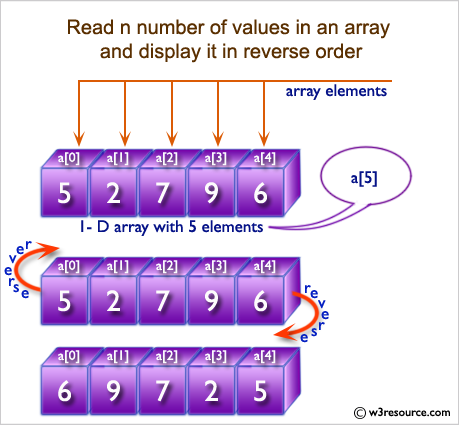 Read n number of values in an array
and display it in reverse order
array elements
a[0] a[1] a[2] a[3] a[4]
5 2 7 9 6
a[5]
1- D array with 5 elements
reverse
a[0] a[1] a[2] a[3] a[4]
5 2 7 9 6
reverse
a[0] a[1] a[2] a[3] a[4]
6 9 7 2 5
© w3resource.com